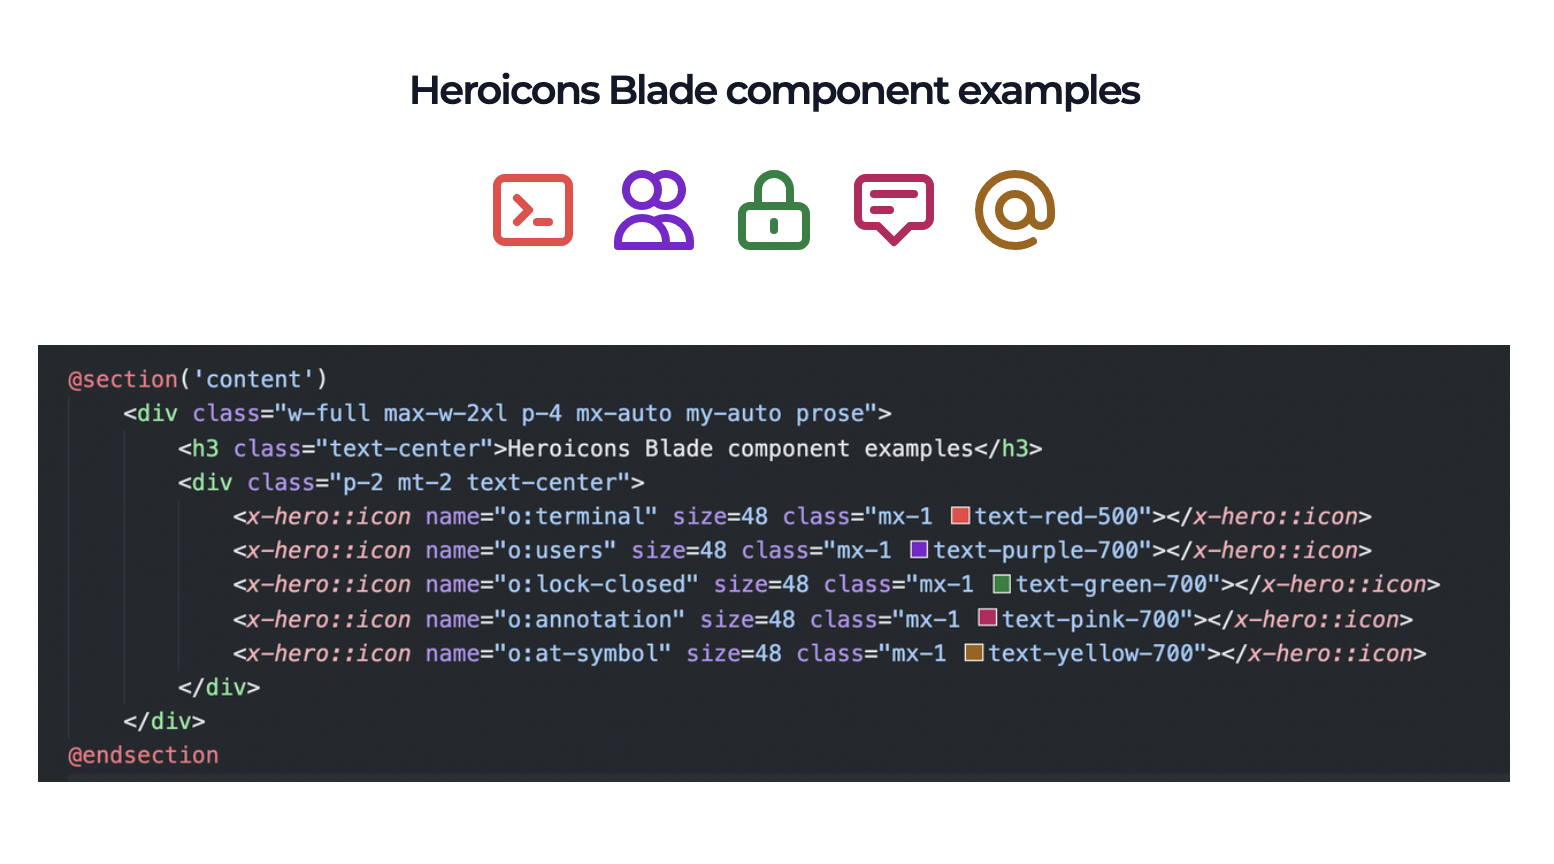 Heroicons Blade component examples
@section('content')
<div class="w-full max-w-2xl p-4 mx-auto my-auto prose">
<h3 class="text-center">Heroicons Blade component examples</h3>
<div class="p-2 mt-2 text-center">
<x-hero::icon name="o:terminal" size=48 class="mx-1 text-red-500"></x-hero::icon>
<x-hero::icon name="o:users" size=48 class="mx-1 text-purple-700"></x-hero::icon>
<x-hero::icon name="o:lock-closed" size=48 class="mx-1 text-green-700"></x-hero::icon>
<x-hero::icon name="o:annotation" size=48 class="mx-1 text-pink-700"></x-hero::icon>
<x-hero::icon name="o:at-symbol" size=48 class="mx-1 text-yellow-700"></x-hero::icon>
</div>
</div>
@endsection